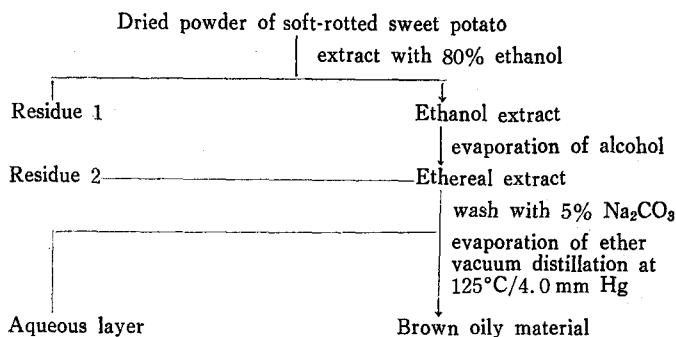 Dried powder of soft-rotted sweet potato
extract with 80% ethanol
Residue 1 Ethanol extract
evaporation of alcohol
Residue 2 Ethereal extract
wash with 5% Na₂CO₃
evaporation of ether
vacuum distillation at
125°C/4.0 mm Hg
Aqueous layer Brown oily material